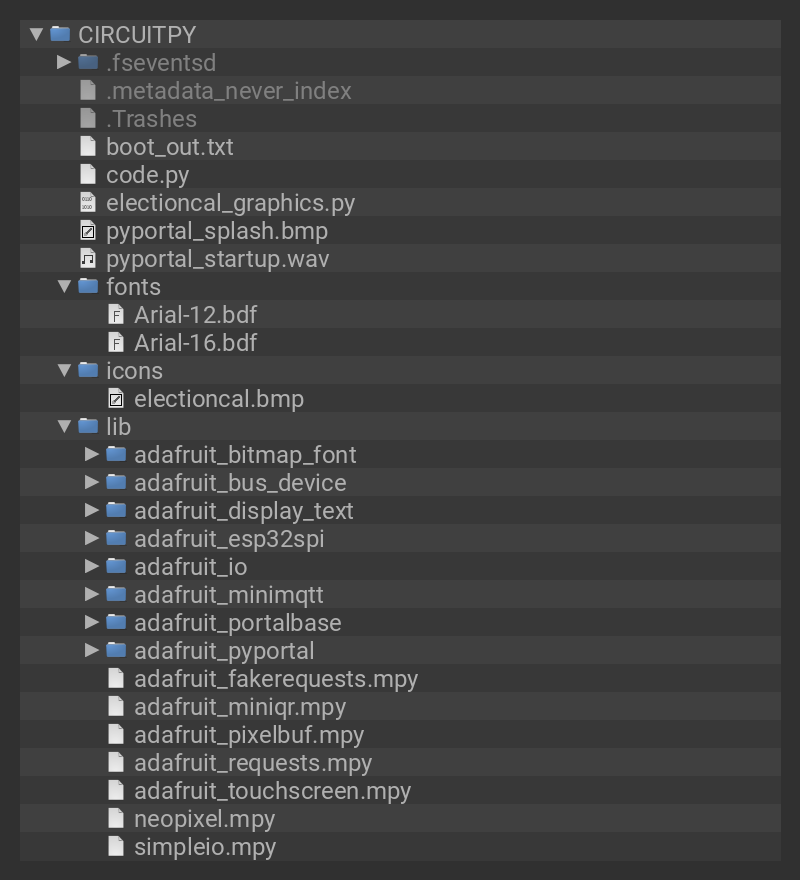 CIRCUITPY
.fseventsd
.metadata_never_index
.Trashes
boot_out.txt
code.py
electioncal_graphics.py
pyportal_splash.bmp
pyportal_startup.wav
fonts
Arial-12.bdf
Arial-16.bdf
icons
electioncal.bmp
lib
adafruit_bitmap_font
adafruit_bus_device
adafruit_display_text
adafruit_esp32spi
adafruit_io
adafruit_minimqtt
adafruit_portalbase
adafruit_pyportal
adafruit_fakerequests.mpy
adafruit_miniqr.mpy
adafruit_pixelbuf.mpy
adafruit_requests.mpy
adafruit_touchscreen.mpy
neopixel.mpy
simpleio.mpy